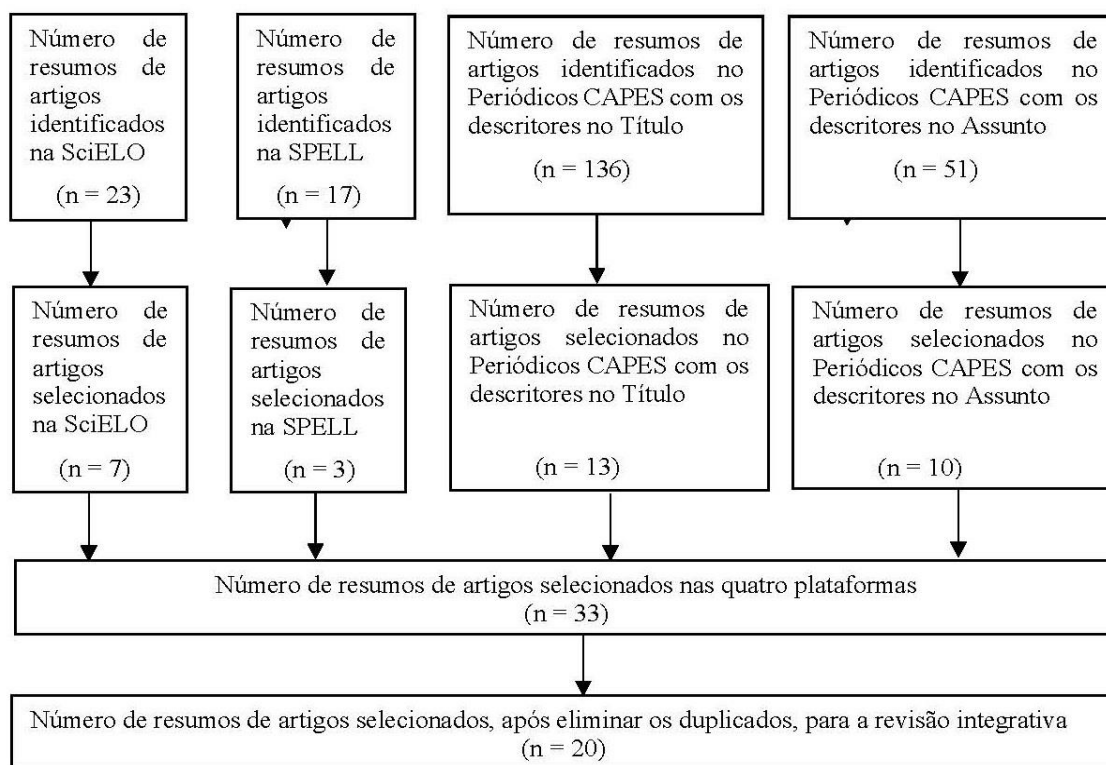 Número de
resumos de
artigos
identificados
na SciELO
(n = 23)
Número de
resumos de
artigos
identificados
na SPELL
(n = 17)
Número de resumos de
artigos identificados no
Periódicos CAPES com os
descritores no Título
(n = 136)
Número de resumos de
artigos identificados no
Periódicos CAPES com os
descritores no Assunto
(n = 51)
Número de
resumos de
artigos
selecionados
na SciELO
(n = 7)
Número de
resumos de
artigos
selecionados
na SPELL
(n = 3)
Número de resumos de
artigos selecionados no
Periódicos CAPES com os
descritores no Título
(n = 13)
Número de resumos de
artigos selecionados no
Periódicos CAPES com os
descritores no Assunto
(n = 10)
Número de resumos de artigos selecionados nas quatro plataformas
(n = 33)
Número de resumos de artigos selecionados, após eliminar os duplicados, para a revisão integrativa
(n = 20)